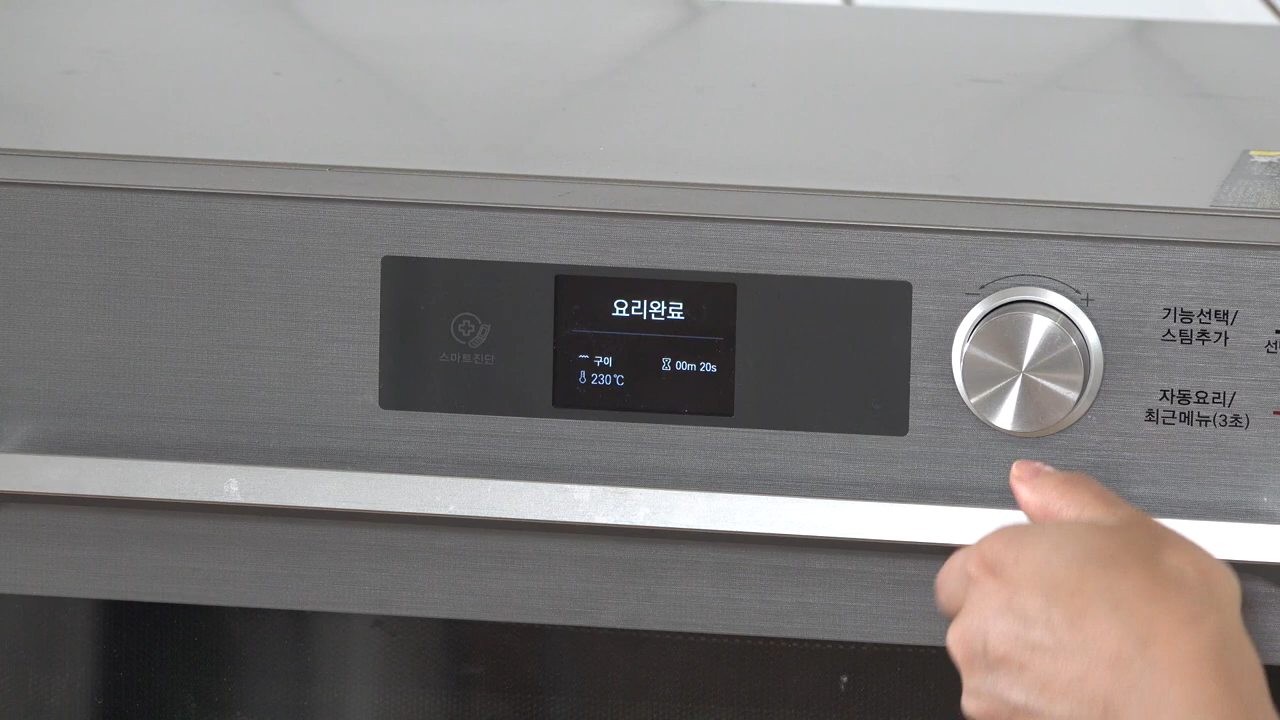 요리완료
구이
00m 20s
230℃
스마트진단
− +
기능선택/
스팀추가
자동요리/
최근메뉴(3초)